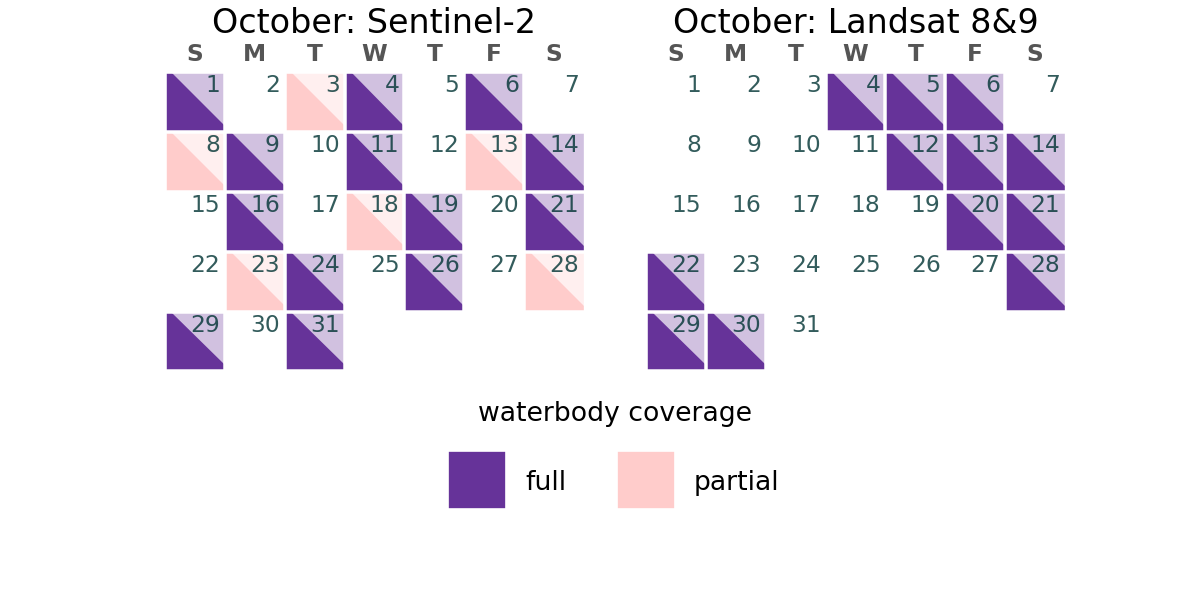 October: Sentinel-2
S M T W T F S
1 2 3 4 5 6 7
8 9 10 11 12 13 14
15 16 17 18 19 20 21
22 23 24 25 26 27 28
29 30 31
October: Landsat 8&9
S M T W T F S
1 2 3 4 5 6 7
8 9 10 11 12 13 14
15 16 17 18 19 20 21
22 23 24 25 26 27 28
29 30 31
waterbody coverage
full partial